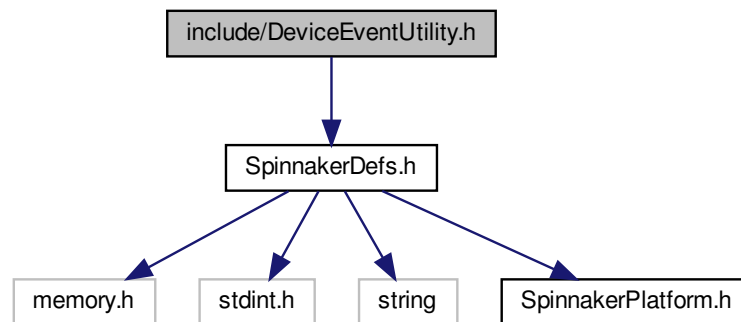 include/DeviceEventUtility.h
SpinnakerDefs.h
memory.h
stdint.h
string
SpinnakerPlatform.h